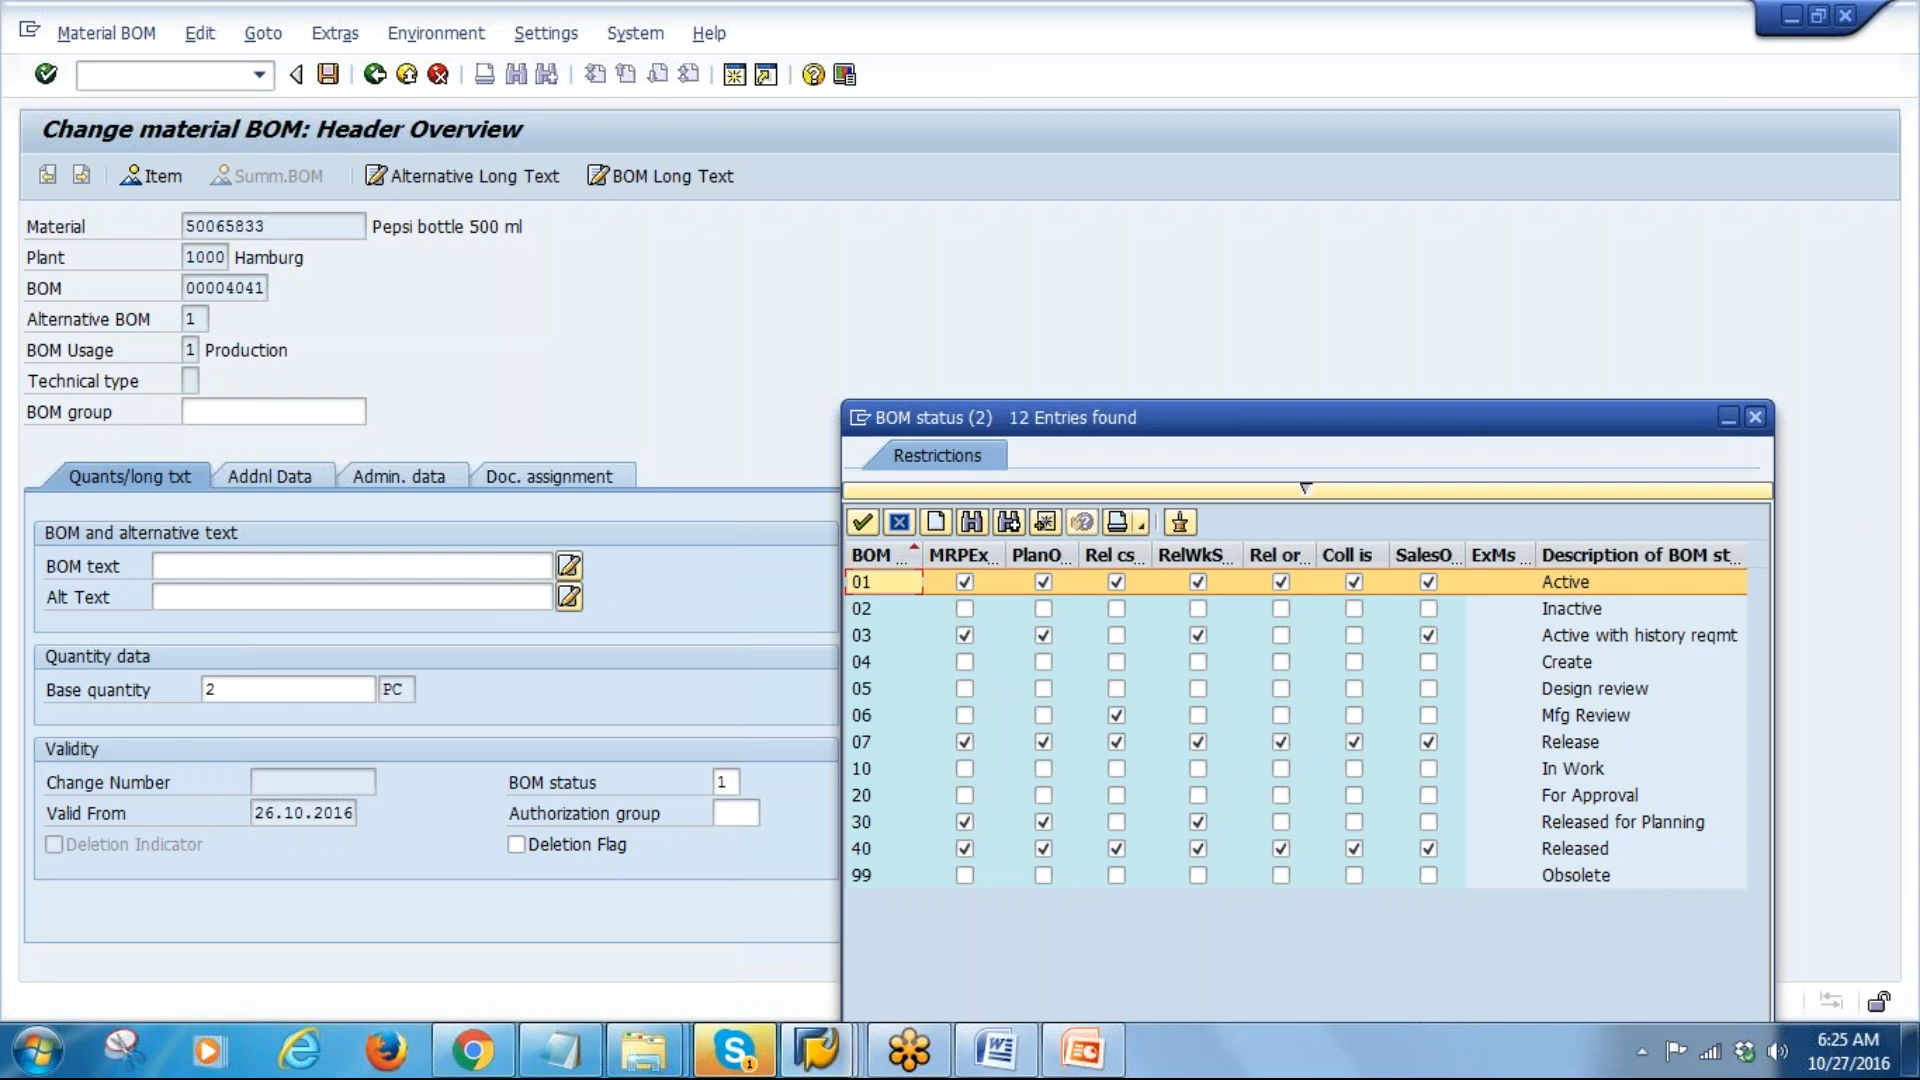 Material BOM Edit Goto Extras Environment Settings System Help
Change material BOM: Header Overview
Item Summ.BOM Alternative Long Text BOM Long Text
Material 50065833 Pepsi bottle 500 ml
Plant 1000 Hamburg
BOM 00004041
Alternative BOM 1
BOM Usage 1 Production
Technical type
BOM group
Quants/long txt Addnl Data Admin. data Doc. assignment
BOM and alternative text
BOM text
Alt Text
Quantity data
Base quantity 2 PC
Validity
Change Number BOM status 1
Valid From 26.10.2016 Authorization group
Deletion Indicator Deletion Flag
BOM status (2) 12 Entries found
Restrictions
BOM ... MRPEx... PlanO... Rel cs... RelWkS... Rel or... Coll is SalesO... ExMs ... Description of BOM st...
01 Active
02 Inactive
03 Active with history reqmt
04 Create
05 Design review
06 Mfg Review
07 Release
10 In Work
20 For Approval
30 Released for Planning
40 Released
99 Obsolete
6:25 AM
10/27/2016